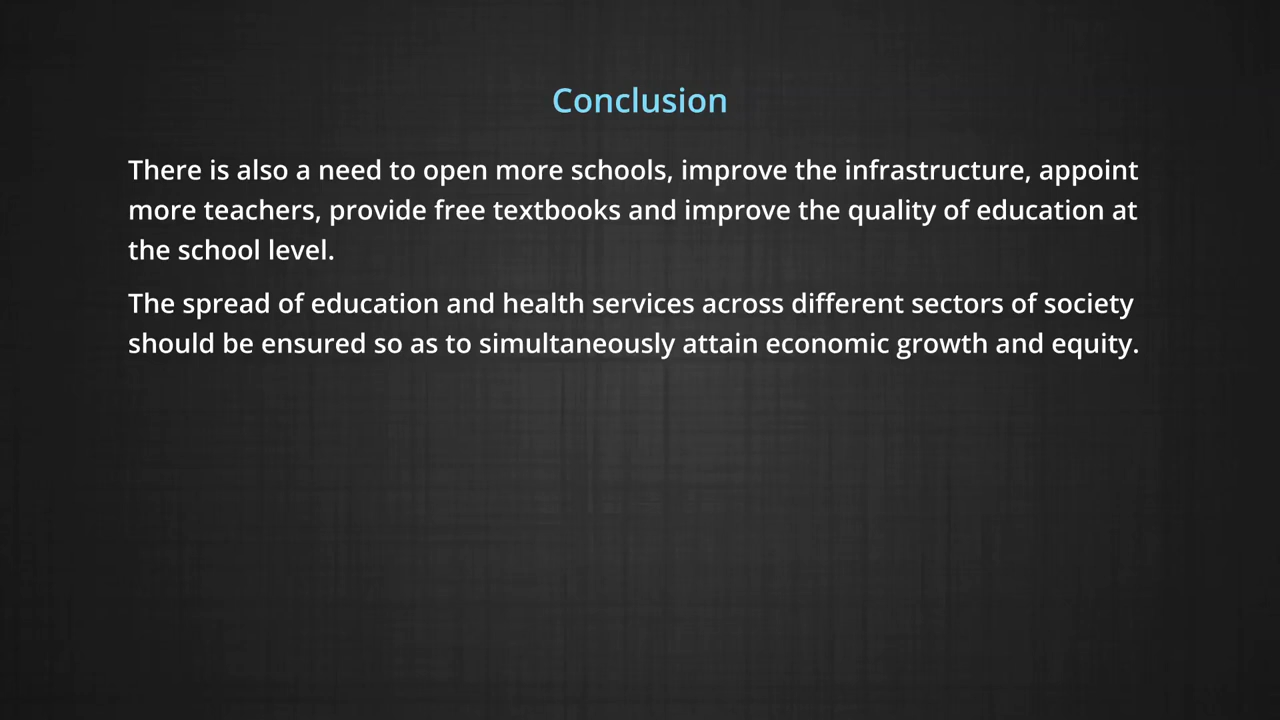 Conclusion
There is also a need to open more schools, improve the infrastructure, appoint
more teachers, provide free textbooks and improve the quality of education at
the school level.
The spread of education and health services across different sectors of society
should be ensured so as to simultaneously attain economic growth and equity.